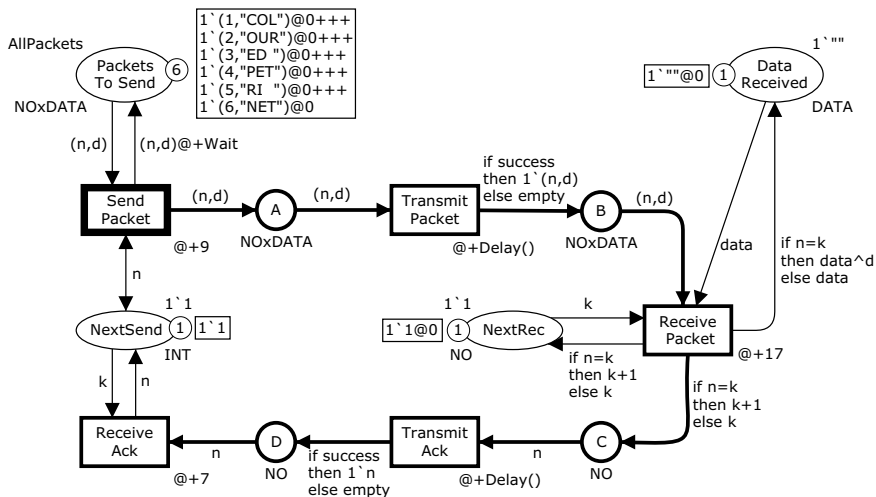 AllPackets
Packets
To Send
6
1`(1,"COL")@0+++
1`(2,"OUR")@0+++
1`(3,"ED ")@0+++
1`(4,"PET")@0+++
1`(5,"RI  ")@0+++
1`(6,"NET")@0
NOxDATA
1`""
1`""@0
1
Data
Received
DATA
(n,d)
(n,d)@+Wait
Send
Packet
@+9
(n,d)
A
NOxDATA
(n,d)
Transmit
Packet
@+Delay()
if success
then 1`(n,d)
else empty
B
NOxDATA
(n,d)
data
if n=k
then data^d
else data
n
1`1
NextSend
1
1`1
INT
1`1
1`1@0
1
NextRec
NO
k
if n=k
then k+1
else k
Receive
Packet
@+17
k
n
if n=k
then k+1
else k
Receive
Ack
@+7
n
D
NO
if success
then 1`n
else empty
Transmit
Ack
@+Delay()
n
C
NO